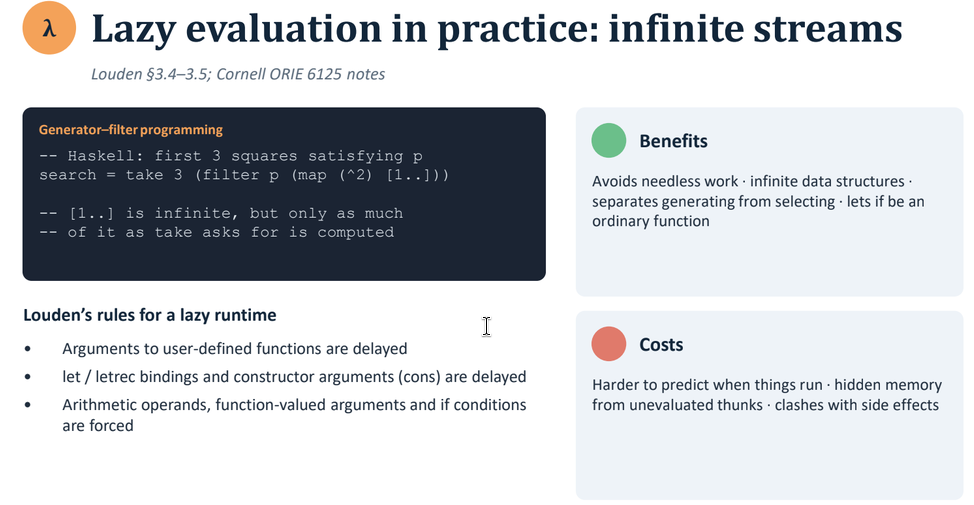 λ
Lazy evaluation in practice: infinite streams
Louden §3.4–3.5; Cornell ORIE 6125 notes
Generator–filter programming
-- Haskell: first 3 squares satisfying p
search = take 3 (filter p (map (^2) [1..]))
-- [1..] is infinite, but only as much
-- of it as take asks for is computed
Louden’s rules for a lazy runtime
• Arguments to user-defined functions are delayed
• let / letrec bindings and constructor arguments (cons) are delayed
• Arithmetic operands, function-valued arguments and if conditions
are forced
Benefits
Avoids needless work · infinite data structures ·
separates generating from selecting · lets if be an
ordinary function
Costs
Harder to predict when things run · hidden memory
from unevaluated thunks · clashes with side effects